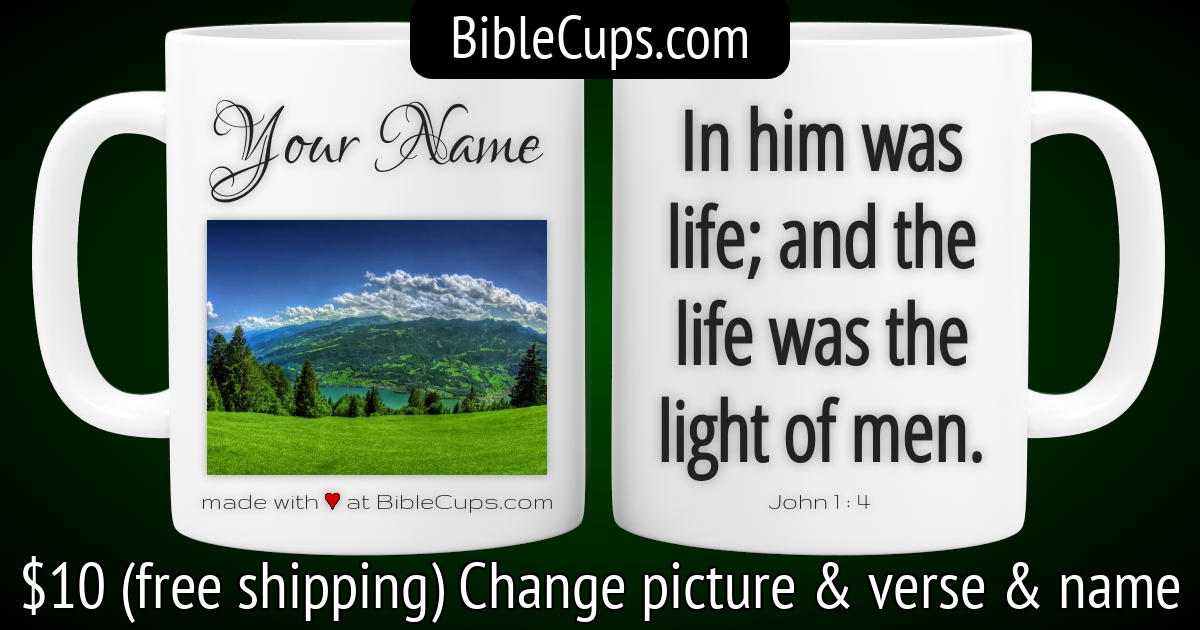 BibleCups.com
Your Name
made with ♥ at BibleCups.com
In him was
life; and the
life was the
light of men.
John 1 : 4
$10 (free shipping) Change picture & verse & name